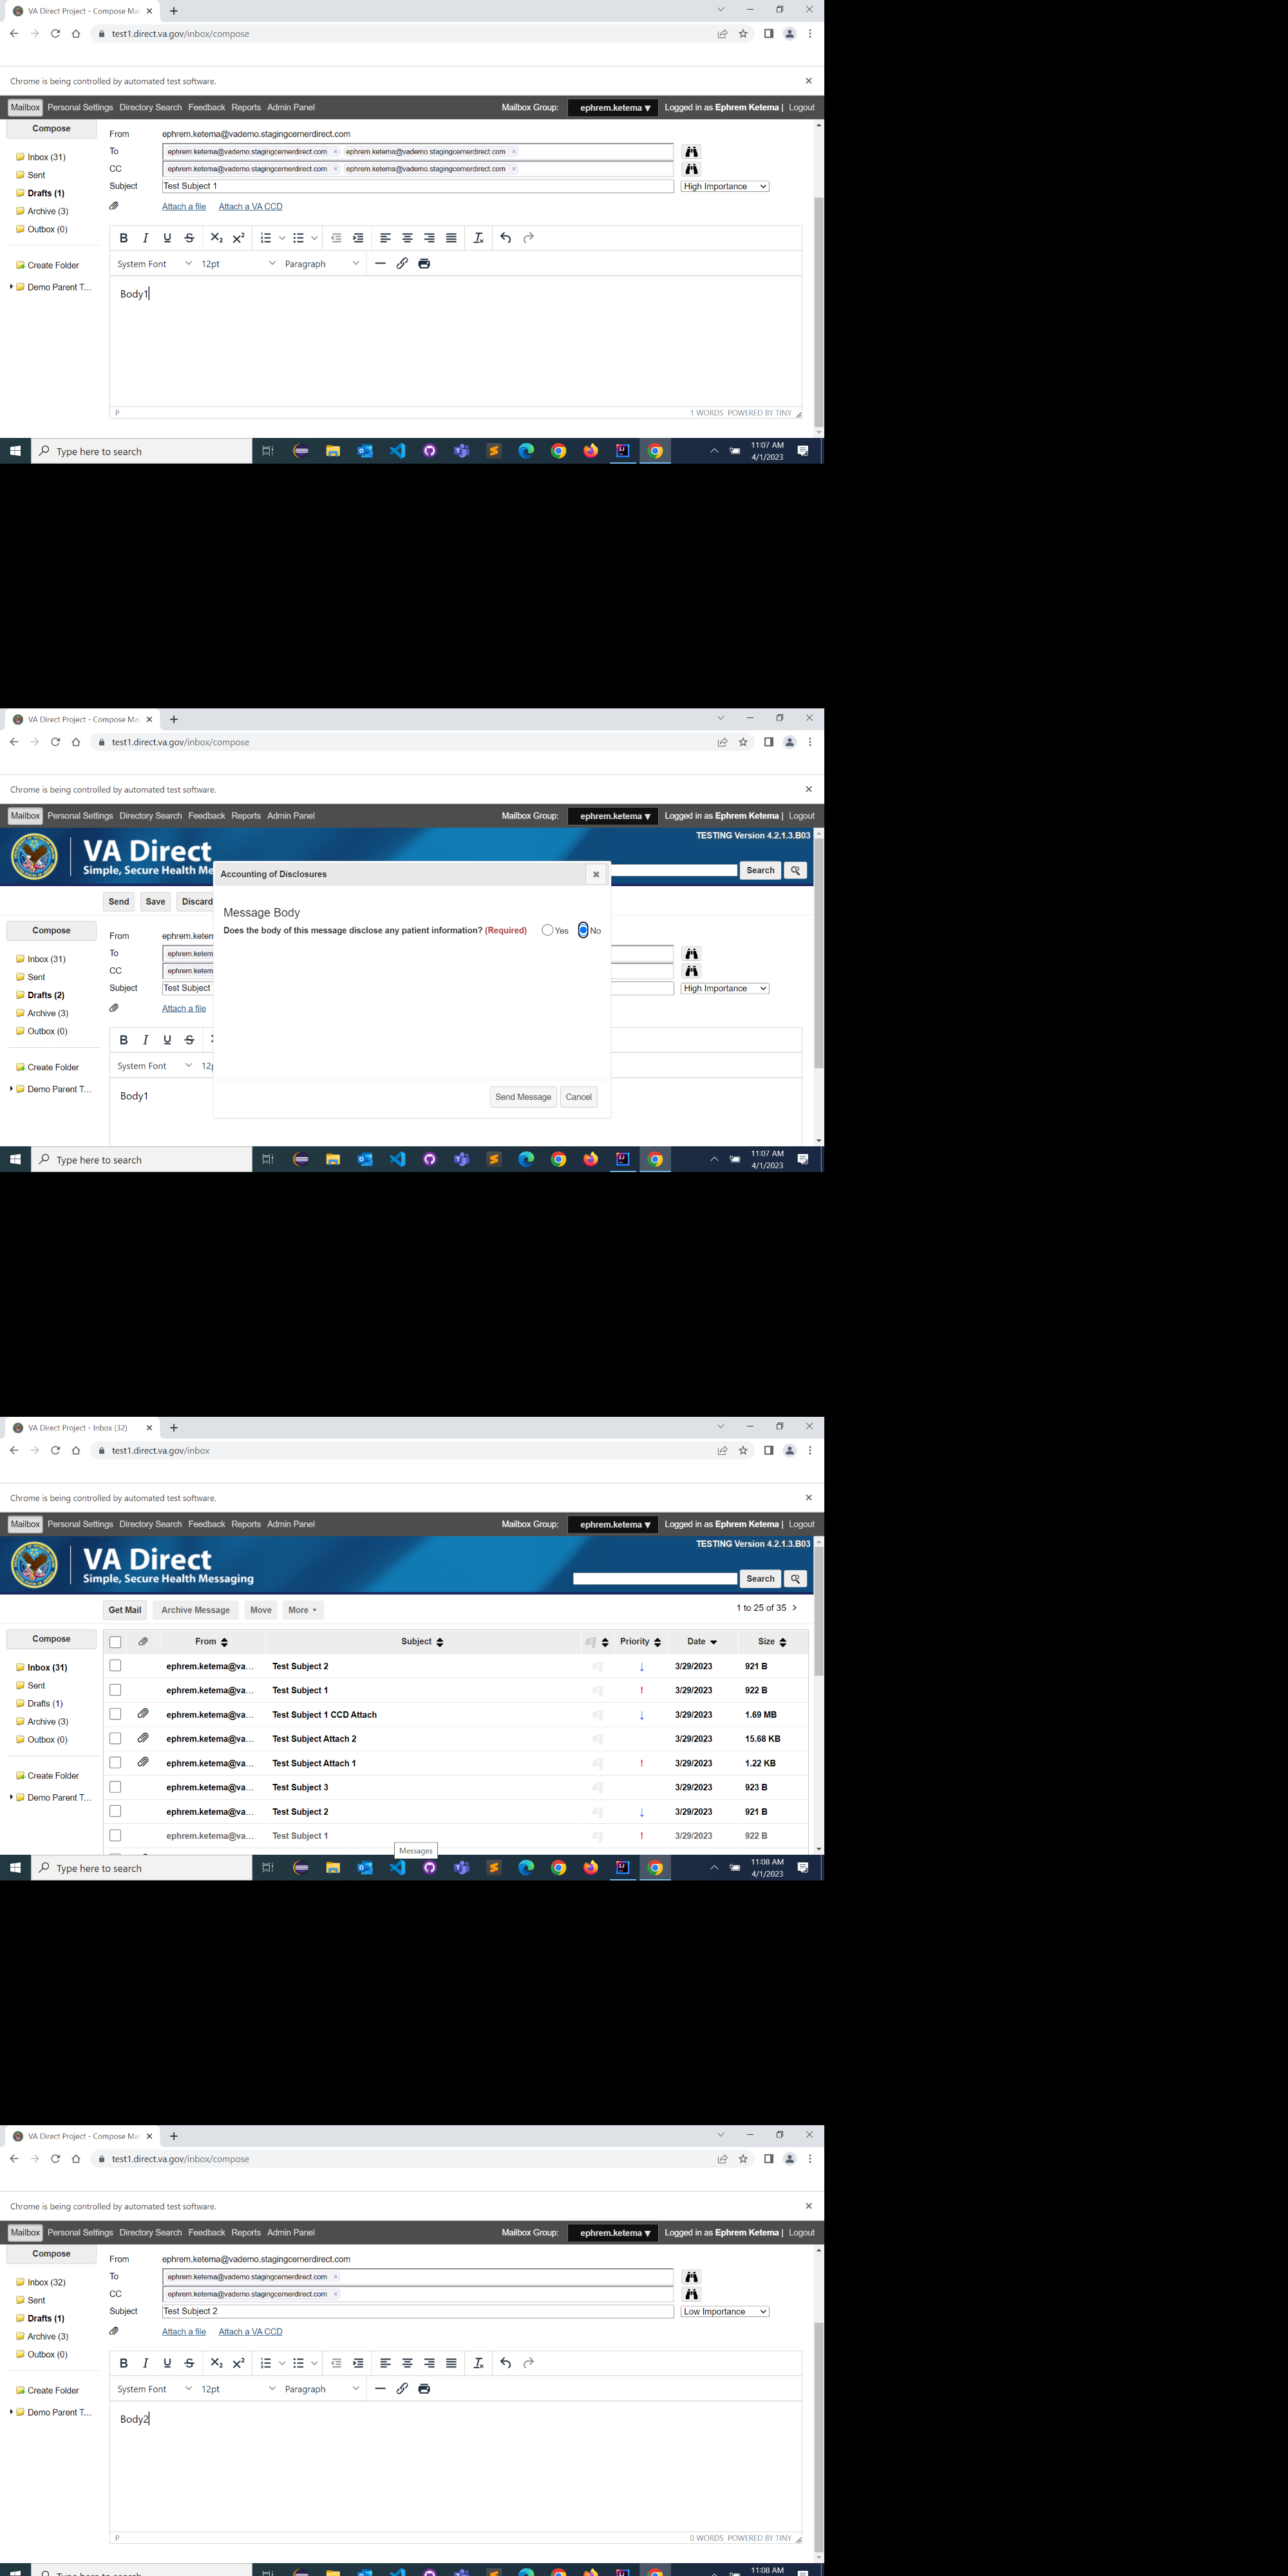 VA Direct Project - Compose Ma
test1.direct.va.gov/inbox/compose
Chrome is being controlled by automated test software.
Mailbox Personal Settings Directory Search Feedback Reports Admin Panel Mailbox Group: ephrem.ketema ▼ Logged in as Ephrem Ketema | Logout
Compose
From ephrem.ketema@vademo.stagingcernerdirect.com
To ephrem.ketema@vademo.stagingcernerdirect.com × ephrem.ketema@vademo.stagingcernerdirect.com ×
Inbox (31)
CC ephrem.ketema@vademo.stagingcernerdirect.com × ephrem.ketema@vademo.stagingcernerdirect.com ×
Sent
Subject Test Subject 1 High Importance
Drafts (1)
Archive (3) Attach a file Attach a VA CCD
Outbox (0)
B I U S X₂ X²
Create Folder System Font 12pt Paragraph
Demo Parent T...
Body1
P 1 WORDS POWERED BY TINY
Type here to search
11:07 AM
4/1/2023
VA Direct Project - Compose Ma
test1.direct.va.gov/inbox/compose
Chrome is being controlled by automated test software.
Mailbox Personal Settings Directory Search Feedback Reports Admin Panel Mailbox Group: ephrem.ketema ▼ Logged in as Ephrem Ketema | Logout
TESTING Version 4.2.1.3.B03
VA Direct
Simple, Secure Health Me
Search
Accounting of Disclosures
Send Save Discard
Message Body
Does the body of this message disclose any patient information? (Required) Yes No
Compose
From ephrem.keten
To ephrem.ketem
Inbox (31)
CC ephrem.ketem
Sent
Subject Test Subject High Importance
Drafts (2)
Archive (3) Attach a file
Outbox (0)
B I U S
Create Folder System Font 12p
Demo Parent T...
Body1
Send Message Cancel
Type here to search
11:07 AM
4/1/2023
VA Direct Project - Inbox (32)
test1.direct.va.gov/inbox
Chrome is being controlled by automated test software.
Mailbox Personal Settings Directory Search Feedback Reports Admin Panel Mailbox Group: ephrem.ketema ▼ Logged in as Ephrem Ketema | Logout
TESTING Version 4.2.1.3.B03
VA Direct
Simple, Secure Health Messaging
Search
Get Mail Archive Message Move More 1 to 25 of 35
Compose
From Subject Priority Date Size
Inbox (31)
Sent
Drafts (1)
Archive (3)
Outbox (0)
Create Folder
Demo Parent T...
ephrem.ketema@va... Test Subject 2 ↓ 3/29/2023 921 B
ephrem.ketema@va... Test Subject 1 ! 3/29/2023 922 B
ephrem.ketema@va... Test Subject 1 CCD Attach ↓ 3/29/2023 1.69 MB
ephrem.ketema@va... Test Subject Attach 2 3/29/2023 15.68 KB
ephrem.ketema@va... Test Subject Attach 1 ! 3/29/2023 1.22 KB
ephrem.ketema@va... Test Subject 3 3/29/2023 923 B
ephrem.ketema@va... Test Subject 2 ↓ 3/29/2023 921 B
ephrem.ketema@va... Test Subject 1 ! 3/29/2023 922 B
Messages
Type here to search
11:08 AM
4/1/2023
VA Direct Project - Compose Ma
test1.direct.va.gov/inbox/compose
Chrome is being controlled by automated test software.
Mailbox Personal Settings Directory Search Feedback Reports Admin Panel Mailbox Group: ephrem.ketema ▼ Logged in as Ephrem Ketema | Logout
Compose
From ephrem.ketema@vademo.stagingcernerdirect.com
To ephrem.ketema@vademo.stagingcernerdirect.com ×
Inbox (32)
CC ephrem.ketema@vademo.stagingcernerdirect.com ×
Sent
Subject Test Subject 2 Low Importance
Drafts (1)
Archive (3) Attach a file Attach a VA CCD
Outbox (0)
B I U S X₂ X²
Create Folder System Font 12pt Paragraph
Demo Parent T...
Body2
P 0 WORDS POWERED BY TINY
Type here to search
11:08 AM